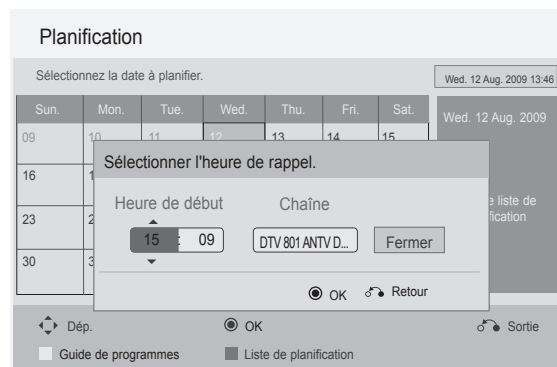 Planification
Sélectionnez la date à planifier.
Wed. 12 Aug. 2009 13:46
Sun. Mon. Tue. Wed. Thu. Fri. Sat.
Wed. 12 Aug. 2009
09 10 11 12 13 14 15
Sélectionner l'heure de rappel.
16
Heure de début Chaîne
liste de
23
15 : 09 DTV 801 ANTV D... Fermer
30
OK Retour
Dép. OK Sortie
Guide de programmes Liste de planification